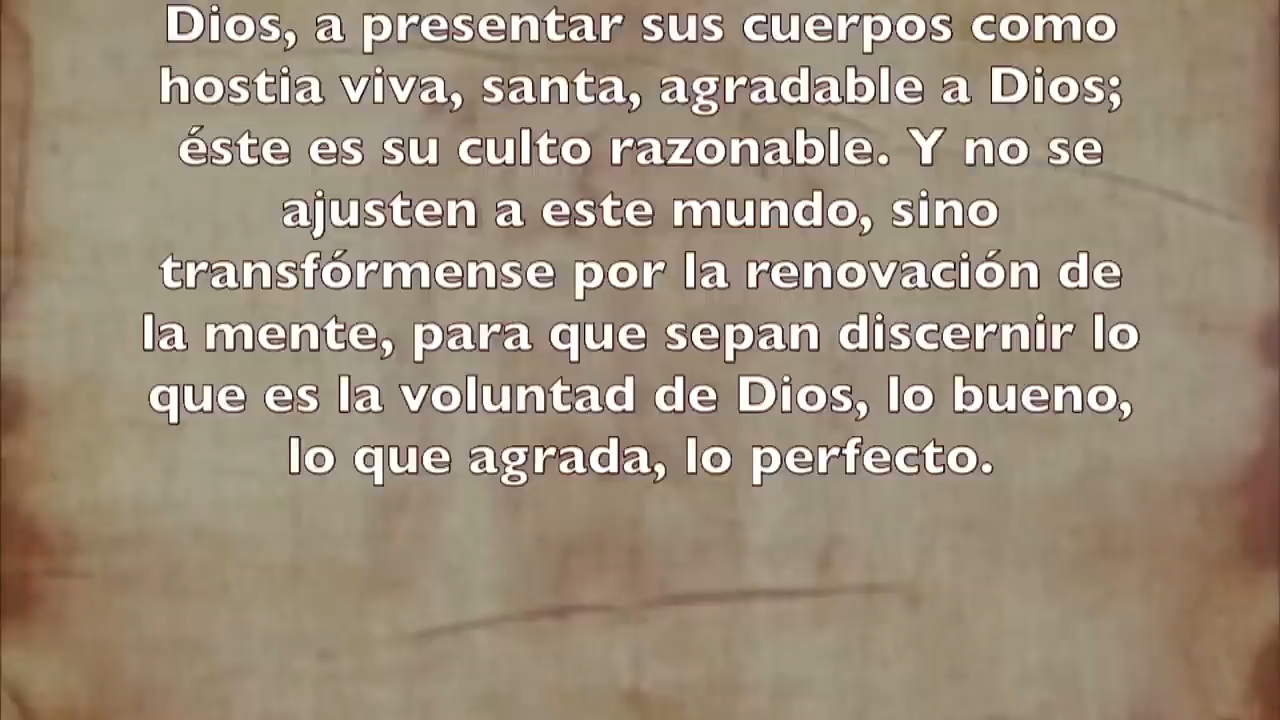 Dios, a presentar sus cuerpos como
hostia viva, santa, agradable a Dios;
éste es su culto razonable. Y no se
ajusten a este mundo, sino
transfórmense por la renovación de
la mente, para que sepan discernir lo
que es la voluntad de Dios, lo bueno,
lo que agrada, lo perfecto.